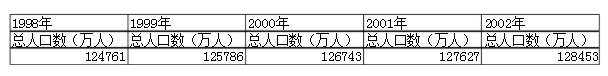 1998年 1999年 2000年 2001年 2002年
总人口数（万人） 总人口数（万人） 总人口数（万人） 总人口数（万人） 总人口数（万人）
124761 125786 126743 127627 128453